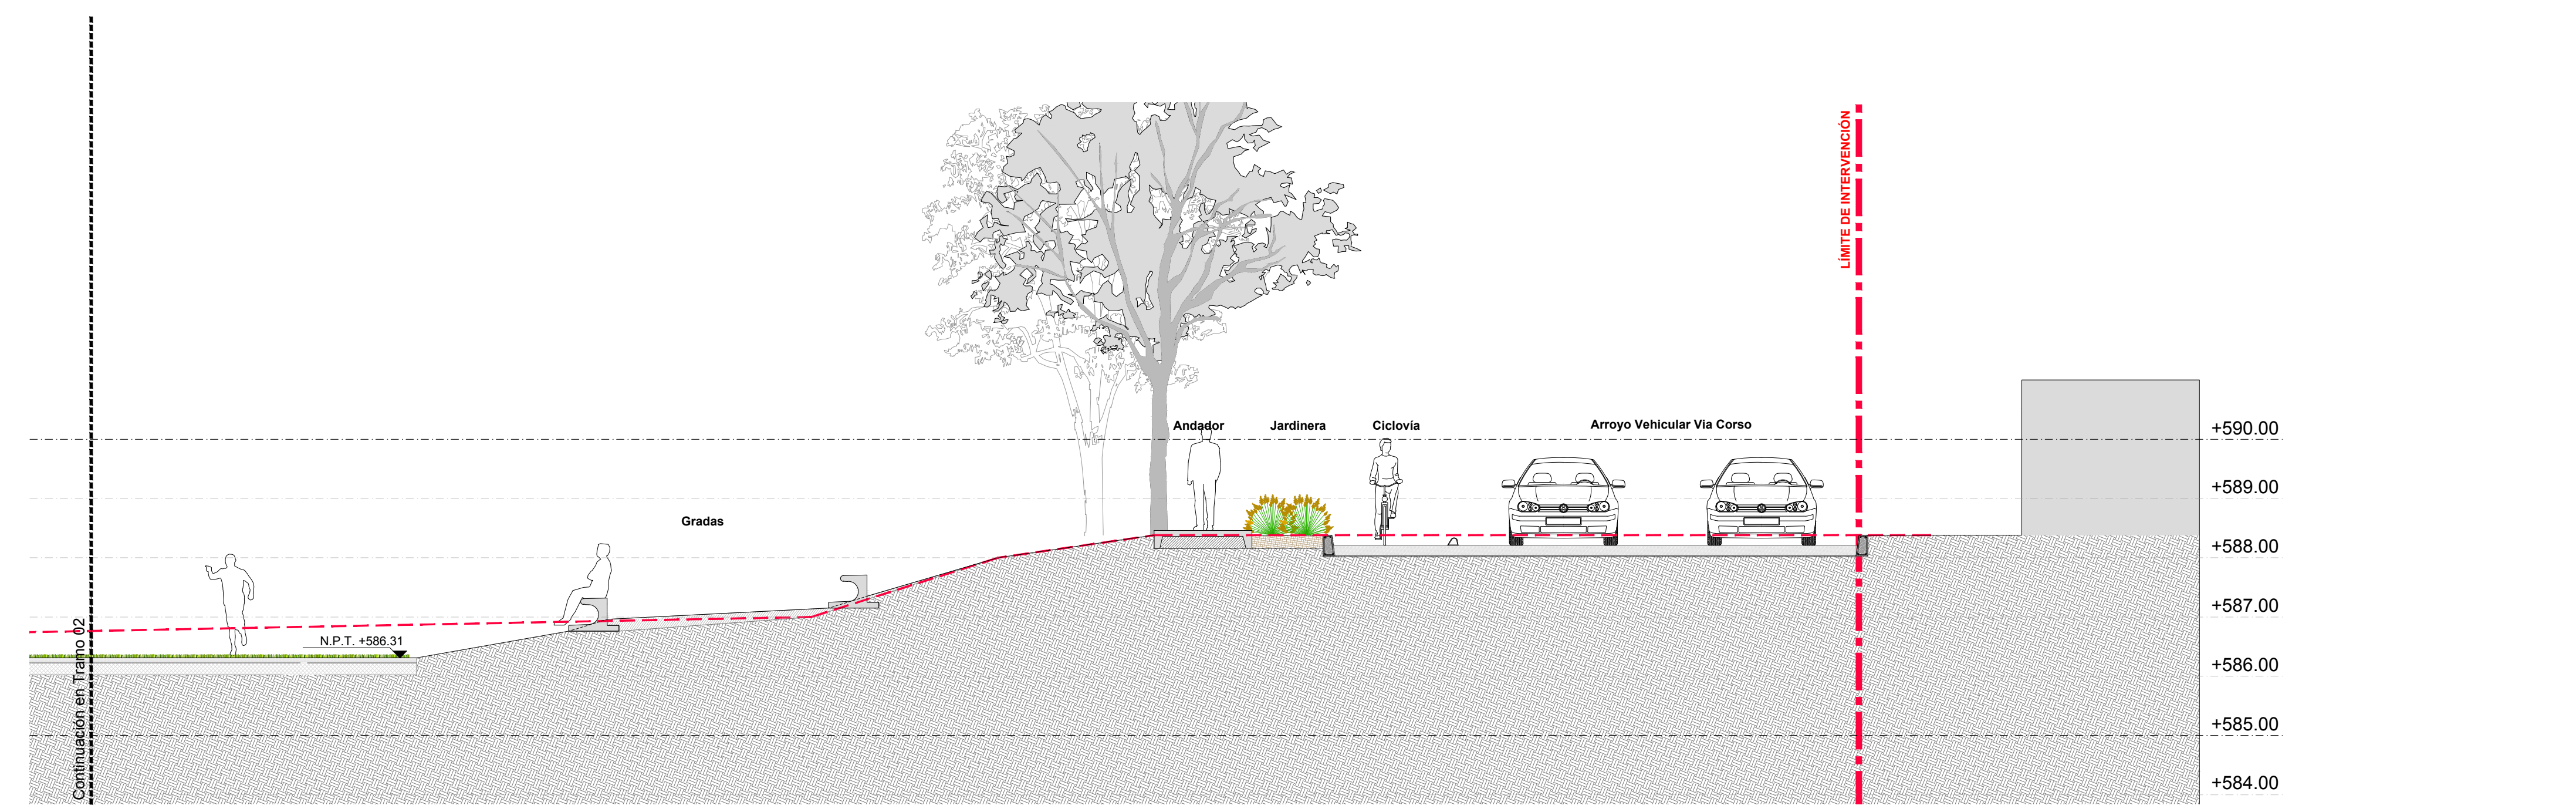 LÍMITE DE INTERVENCIÓN
Andador
Jardinera
Ciclovía
Arroyo Vehicular Via Corso
+590.00
+589.00
Gradas
+588.00
+587.00
N.P.T. +586.31
+586.00
Continuación en Tramo 02
+585.00
+584.00